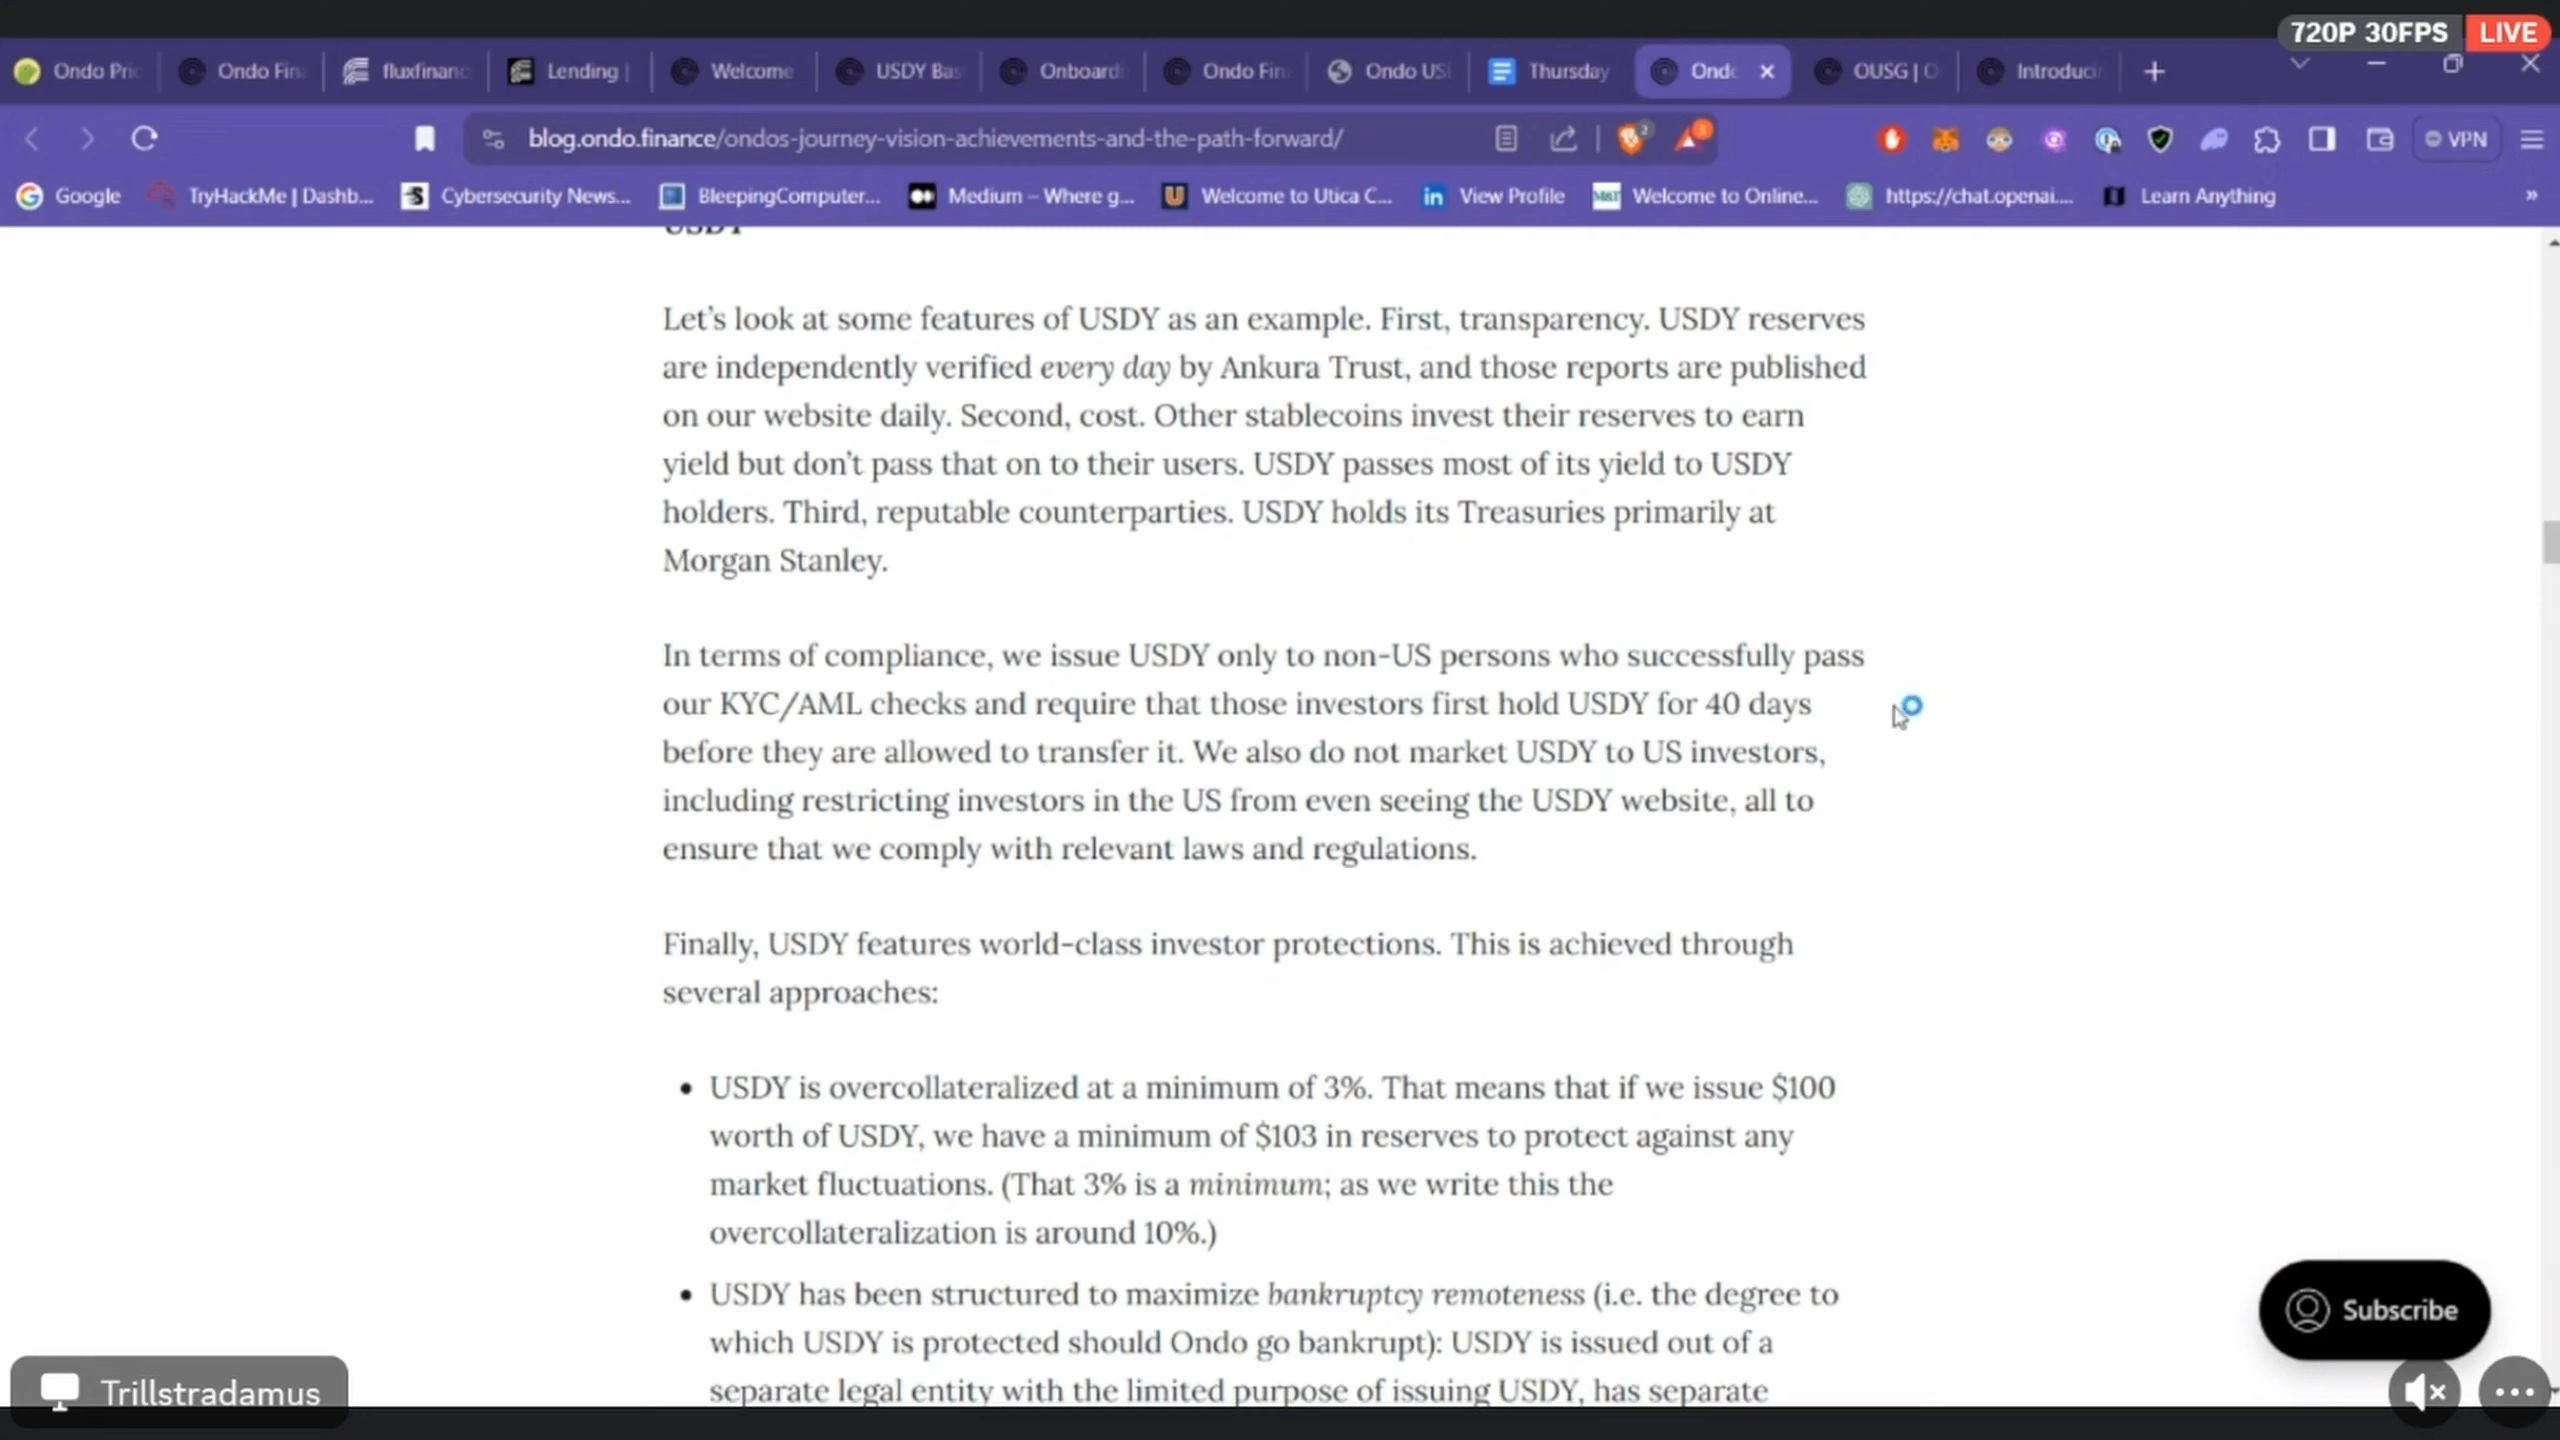 720P 30FPS LIVE
Ondo Pric
Ondo Fin
fluxfinanc
Lending |
Welcome
USDY Bas
Onboardi
Ondo Fin
Ondo US
Thursday
Ondo
OUSG | O
Introducin
blog.ondo.finance/ondos-journey-vision-achievements-and-the-path-forward/
2
VPN
Google
TryHackMe | Dashb...
Cybersecurity News...
BleepingComputer...
Medium – Where g...
Welcome to Utica C...
View Profile
Welcome to Online...
https://chat.openai....
Learn Anything
»
USDY
Let’s look at some features of USDY as an example. First, transparency. USDY reserves
are independently verified every day by Ankura Trust, and those reports are published
on our website daily. Second, cost. Other stablecoins invest their reserves to earn
yield but don’t pass that on to their users. USDY passes most of its yield to USDY
holders. Third, reputable counterparties. USDY holds its Treasuries primarily at
Morgan Stanley.
In terms of compliance, we issue USDY only to non-US persons who successfully pass
our KYC/AML checks and require that those investors first hold USDY for 40 days
before they are allowed to transfer it. We also do not market USDY to US investors,
including restricting investors in the US from even seeing the USDY website, all to
ensure that we comply with relevant laws and regulations.
Finally, USDY features world-class investor protections. This is achieved through
several approaches:
• USDY is overcollateralized at a minimum of 3%. That means that if we issue $100
worth of USDY, we have a minimum of $103 in reserves to protect against any
market fluctuations. (That 3% is a minimum; as we write this the
overcollateralization is around 10%.)
• USDY has been structured to maximize bankruptcy remoteness (i.e. the degree to
which USDY is protected should Ondo go bankrupt): USDY is issued out of a
separate legal entity with the limited purpose of issuing USDY, has separate
Subscribe
Trillstradamus